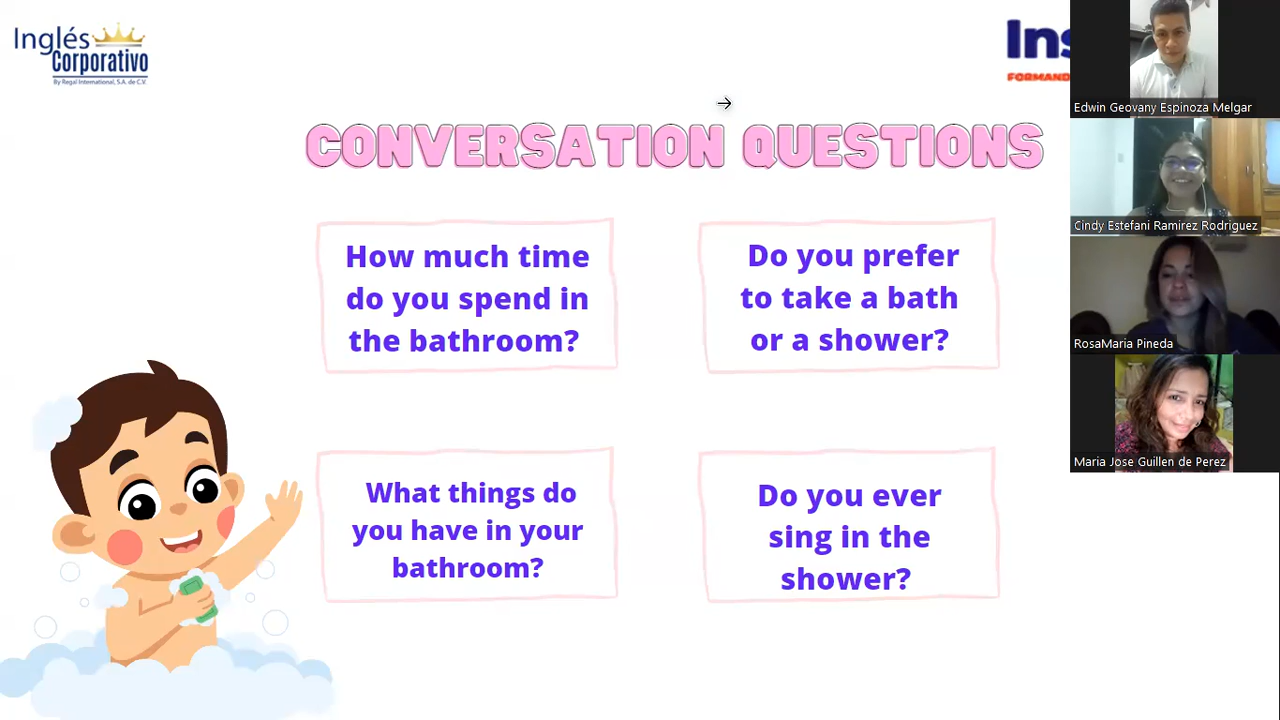 Inglés
Corporativo
By Regal International, S.A. de C.V.
Ins
FORMAND
CONVERSATION QUESTIONS
How much time
do you spend in
the bathroom?
Do you prefer
to take a bath
or a shower?
What things do
you have in your
bathroom?
Do you ever
sing in the
shower?
Edwin Geovany Espinoza Melgar
Cindy Estefani Ramirez Rodriguez
RosaMaria Pineda
Maria Jose Guillen de Perez